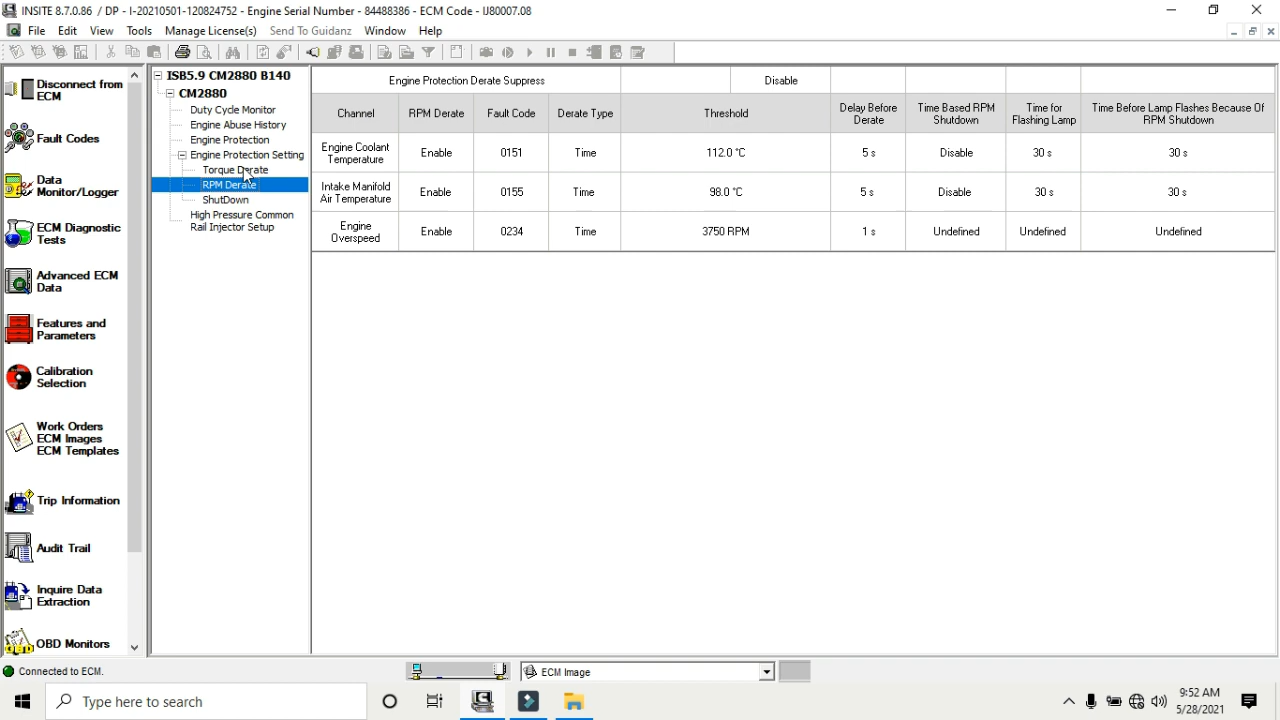 INSITE 8.7.0.86 / DP - I-20210501-120824752 - Engine Serial Number - 84488386 - ECM Code - IJ80007.08
File Edit View Tools Manage License(s) Send To Guidanz Window Help
Disconnect from
ECM
Fault Codes
Data
Monitor/Logger
ECM Diagnostic
Tests
Advanced ECM
Data
Features and
Parameters
Calibration
Selection
Work Orders
ECM Images
ECM Templates
Trip Information
Audit Trail
Inquire Data
Extraction
OBD Monitors
ISB5.9 CM2880 B140
CM2880
Duty Cycle Monitor
Engine Abuse History
Engine Protection
Engine Protection Setting
Torque Derate
RPM Derate
ShutDown
High Pressure Common
Rail Injector Setup
Engine Protection Derate Suppress Disable
Channel RPM Derate Fault Code Derate Type Threshold Delay Before Derate Time Based RPM Shutdown Time for Flashing Lamp Time Before Lamp Flashes Because Of RPM Shutdown
Engine Coolant Temperature Enable 0151 Time 112.0 °C 5 s Disable 30 s 30 s
Intake Manifold Air Temperature Enable 0155 Time 98.0 °C 5 s Disable 30 s 30 s
Engine Overspeed Enable 0234 Time 3750 RPM 1 s Undefined Undefined Undefined
Connected to ECM.
ECM Image
Type here to search
9:52 AM
5/28/2021